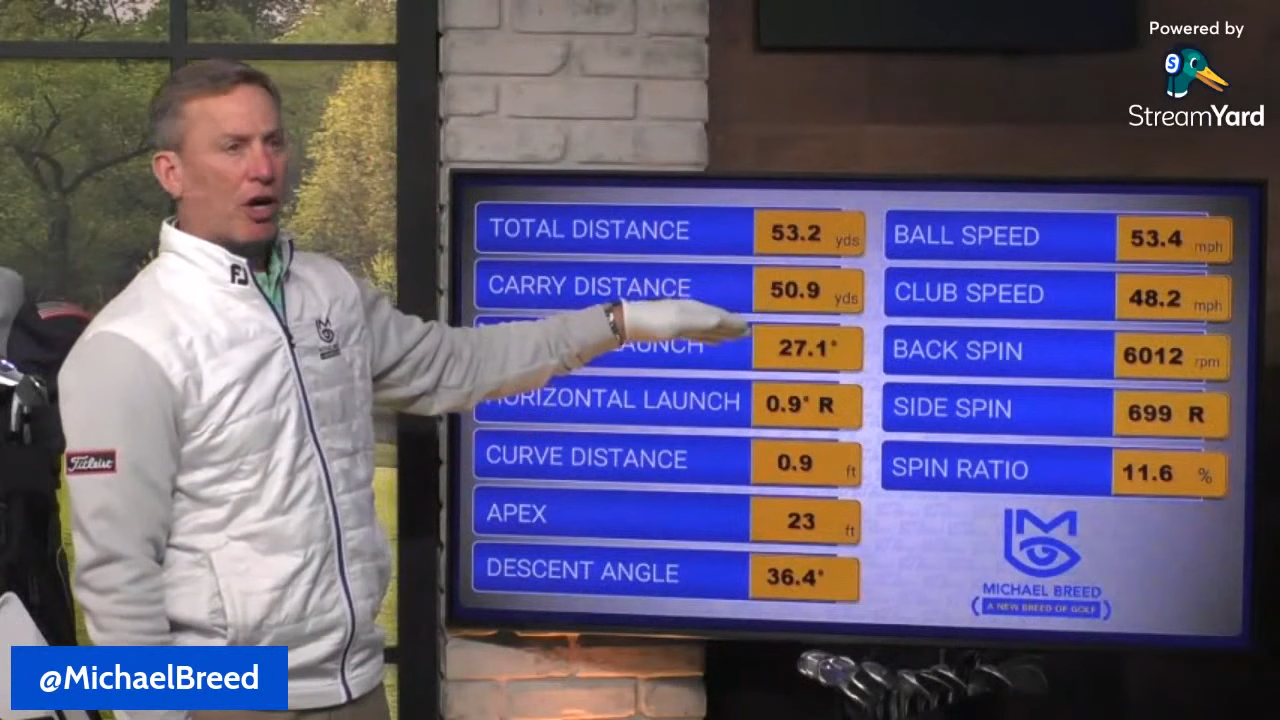 Powered by
StreamYard
TOTAL DISTANCE 53.2 yds
CARRY DISTANCE 50.9 yds
LAUNCH 27.1°
HORIZONTAL LAUNCH 0.9° R
CURVE DISTANCE 0.9 ft
APEX 23 ft
DESCENT ANGLE 36.4°
BALL SPEED 53.4 mph
CLUB SPEED 48.2 mph
BACK SPIN 6012 rpm
SIDE SPIN 699 R
SPIN RATIO 11.6 %
MICHAEL BREED
A NEW BREED OF GOLF
FJ
Titleist
@MichaelBreed